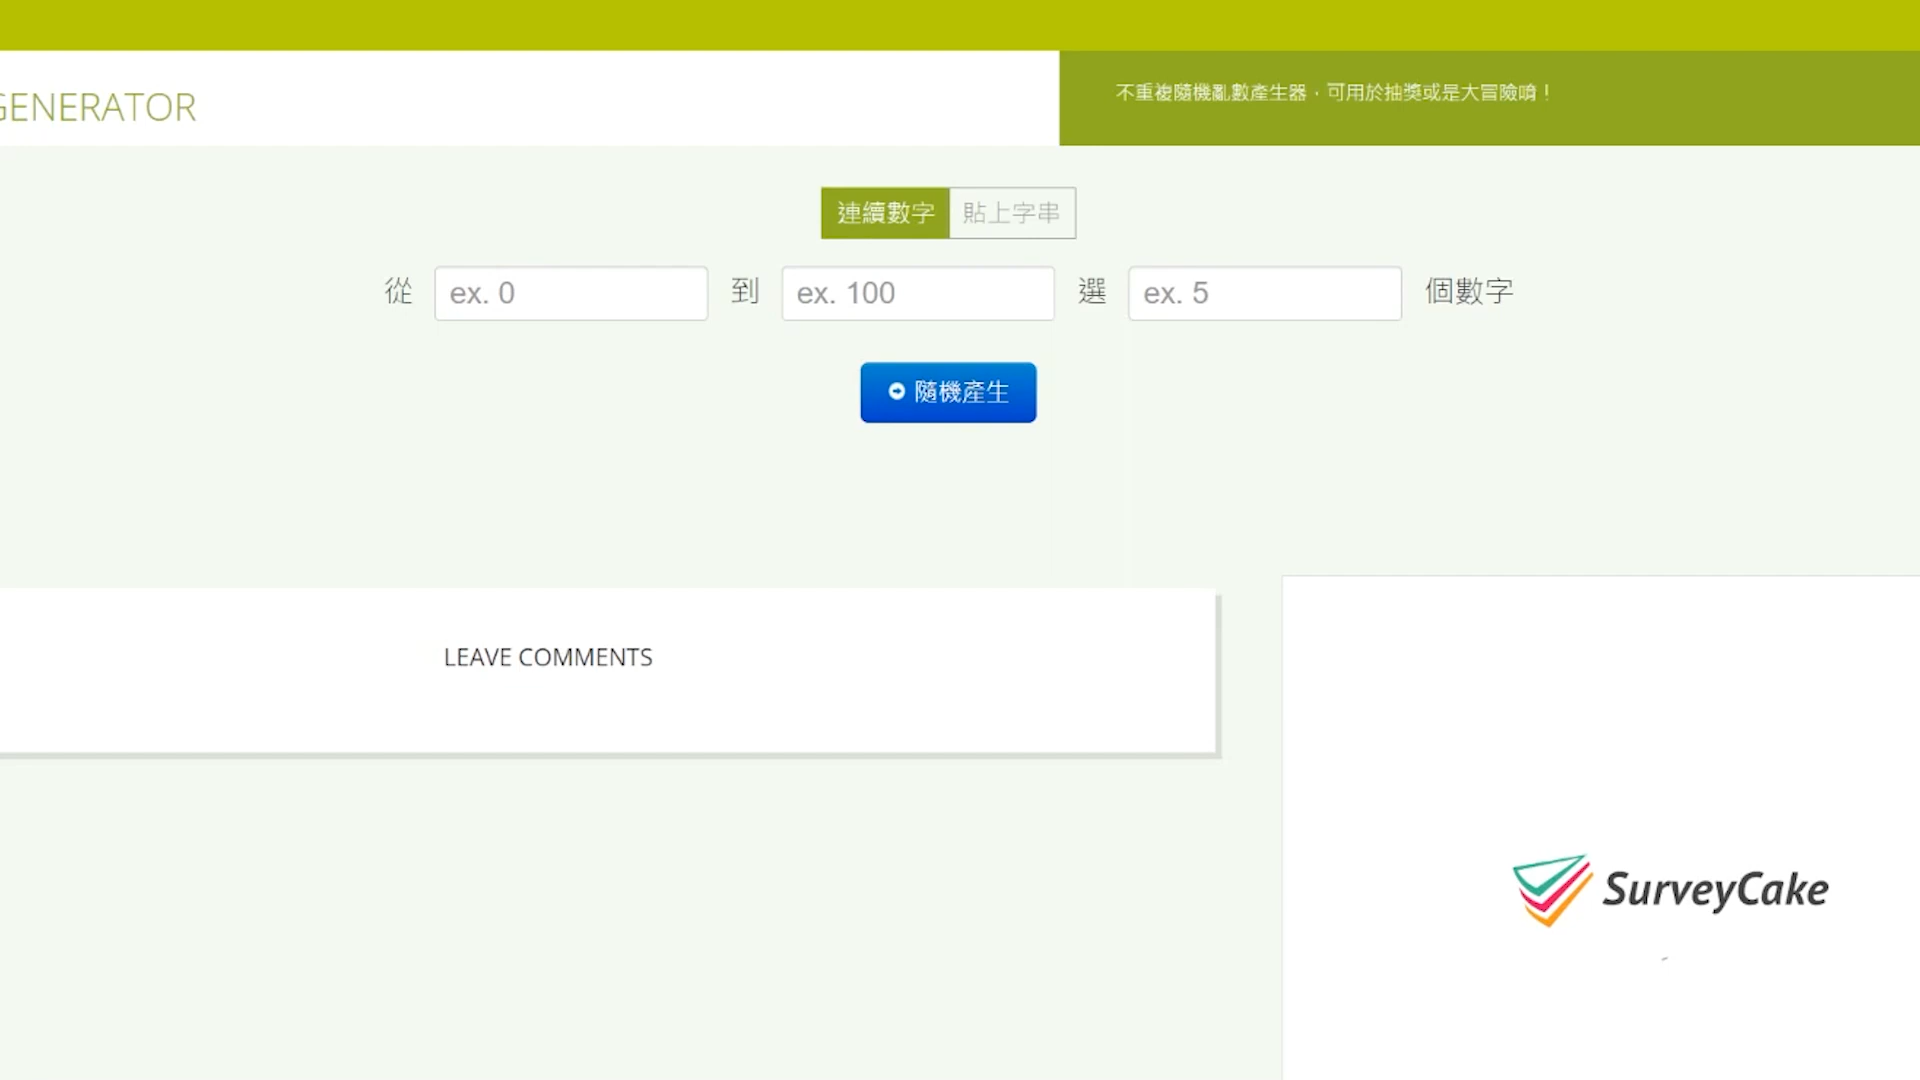 GENERATOR
不重複隨機亂數產生器，可用於抽獎或是大冒險唷！
連續數字 貼上字串
從 ex. 0 到 ex. 100 選 ex. 5 個數字
隨機產生
LEAVE COMMENTS
SurveyCake